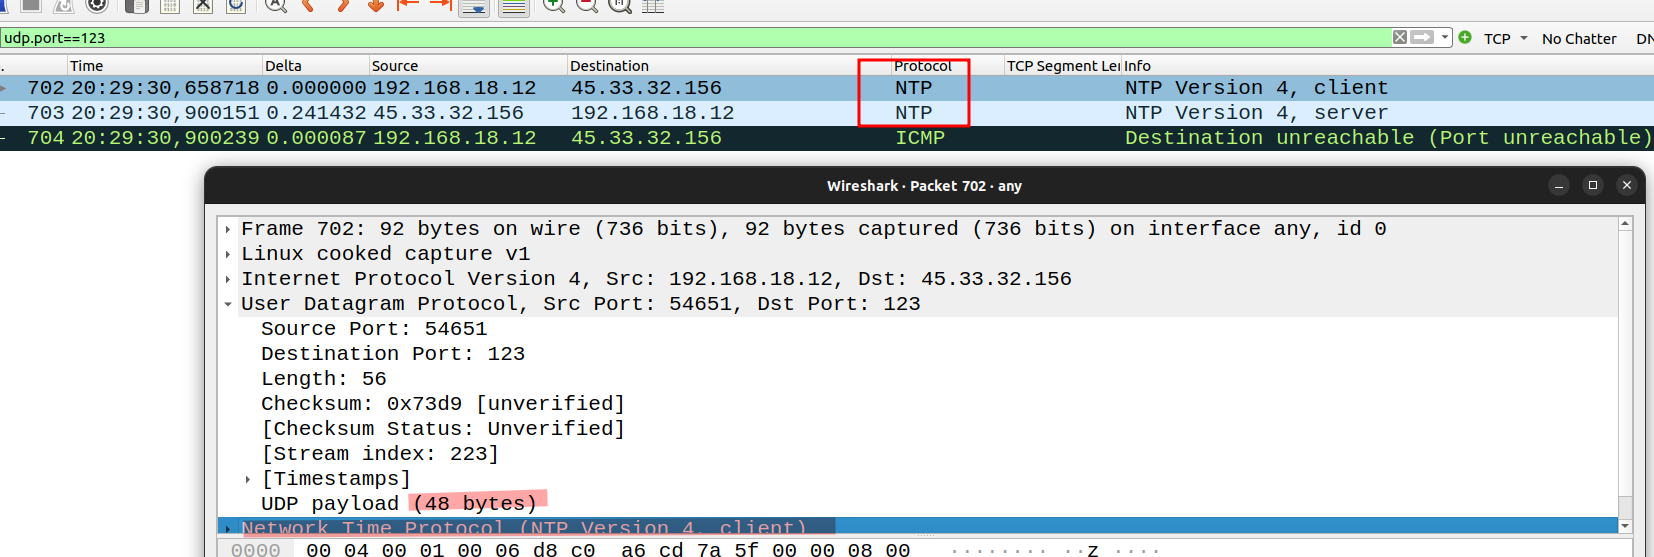 udp.port==123 TCP No Chatter DN
. Time Delta Source Destination Protocol TCP Segment Ler Info
702 20:29:30,658718 0.000000 192.168.18.12 45.33.32.156 NTP NTP Version 4, client
703 20:29:30,900151 0.241432 45.33.32.156 192.168.18.12 NTP NTP Version 4, server
704 20:29:30,900239 0.000087 192.168.18.12 45.33.32.156 ICMP Destination unreachable (Port unreachable)
Wireshark · Packet 702 · any
Frame 702: 92 bytes on wire (736 bits), 92 bytes captured (736 bits) on interface any, id 0
Linux cooked capture v1
Internet Protocol Version 4, Src: 192.168.18.12, Dst: 45.33.32.156
User Datagram Protocol, Src Port: 54651, Dst Port: 123
Source Port: 54651
Destination Port: 123
Length: 56
Checksum: 0x73d9 [unverified]
[Checksum Status: Unverified]
[Stream index: 223]
[Timestamps]
UDP payload (48 bytes)
Network Time Protocol (NTP Version 4, client)
0000 00 04 00 01 00 06 d8 c0 a6 cd 7a 5f 00 00 08 00 ········ ··z ····